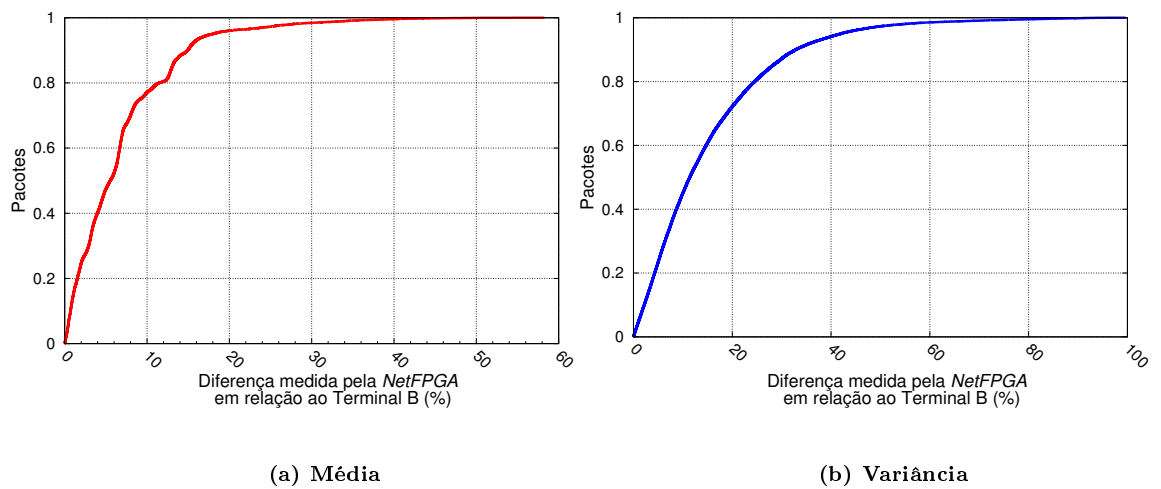 1
0.8
0.6
0.4
0.2
0
Pacotes
0 10 20 30 40 50 60
Diferença medida pela NetFPGA
em relação ao Terminal B (%)
(a) Média
1
0.8
0.6
0.4
0.2
0
Pacotes
0 20 40 60 80 100
Diferença medida pela NetFPGA
em relação ao Terminal B (%)
(b) Variância